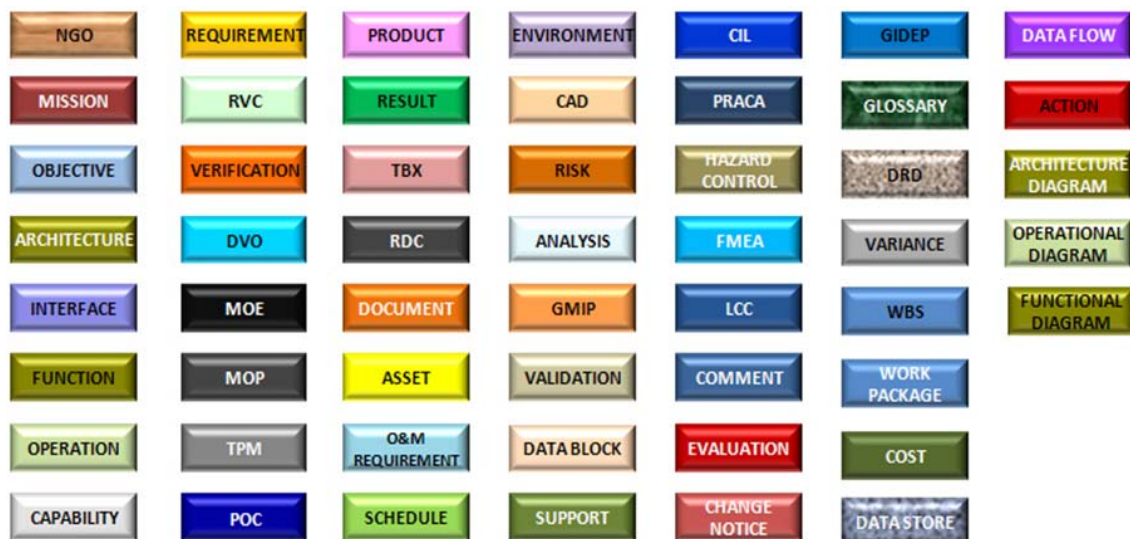 NGO
REQUIREMENT
PRODUCT
ENVIRONMENT
CIL
GIDEP
DATA FLOW
MISSION
RVC
RESULT
CAD
PRACA
GLOSSARY
ACTION
OBJECTIVE
VERIFICATION
TBX
RISK
HAZARD
CONTROL
DRD
ARCHITECTURE
DIAGRAM
ARCHITECTURE
DVO
RDC
ANALYSIS
FMEA
VARIANCE
OPERATIONAL
DIAGRAM
INTERFACE
MOE
DOCUMENT
GMIP
LCC
WBS
FUNCTIONAL
DIAGRAM
FUNCTION
MOP
ASSET
VALIDATION
COMMENT
WORK
PACKAGE
OPERATION
TPM
O&M
REQUIREMENT
DATA BLOCK
EVALUATION
COST
CAPABILITY
POC
SCHEDULE
SUPPORT
CHANGE
NOTICE
DATA STORE